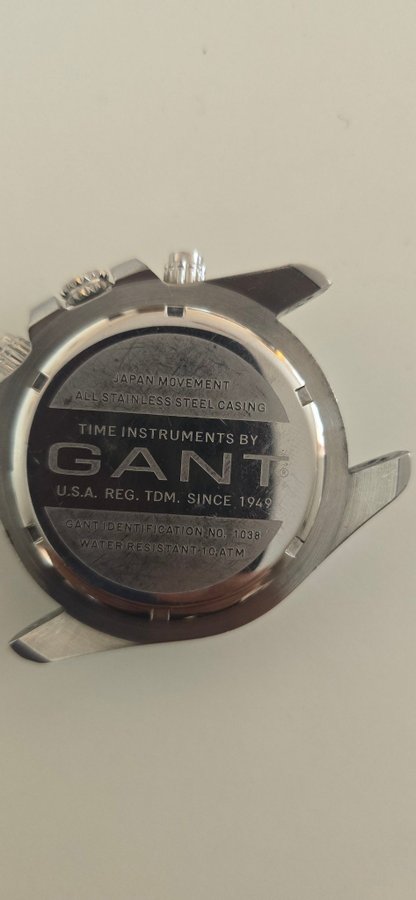 JAPAN MOVEMENT
ALL STAINLESS STEEL CASING
TIME INSTRUMENTS BY
GANT®
U.S.A. REG. TDM. SINCE 1949
GANT IDENTIFICATION NO. 1038
WATER RESISTANT 10 ATM